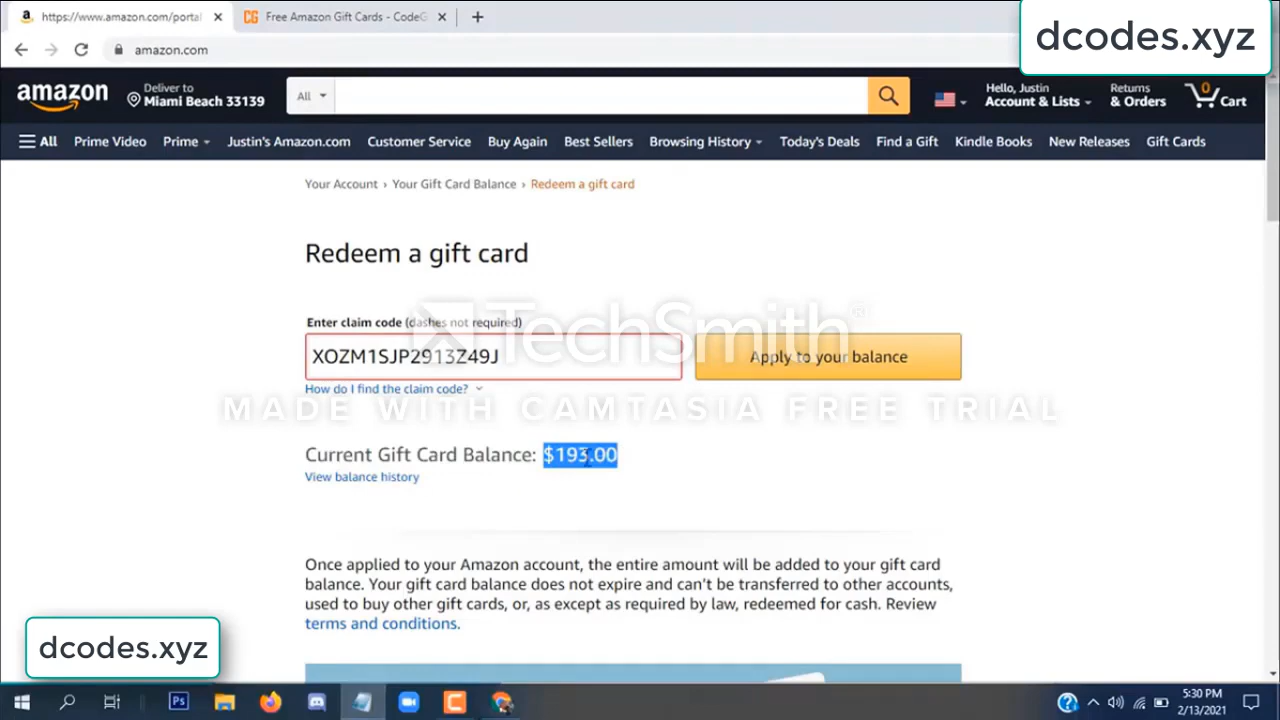 https://www.amazon.com/portal
Free Amazon Gift Cards - CodeG
amazon.com
dcodes.xyz
amazon
Deliver to
Miami Beach 33139
All
Hello, Justin
Account & Lists
Returns
& Orders
0
Cart
All
Prime Video
Prime
Justin's Amazon.com
Customer Service
Buy Again
Best Sellers
Browsing History
Today's Deals
Find a Gift
Kindle Books
New Releases
Gift Cards
Your Account › Your Gift Card Balance › Redeem a gift card
Redeem a gift card
Enter claim code (dashes not required)
TechSmith®
XOZM1SJP2913Z49J
Apply to your balance
How do I find the claim code?
MADE WITH CAMTASIA FREE TRIAL
Current Gift Card Balance: $193.00
View balance history
Once applied to your Amazon account, the entire amount will be added to your gift card
balance. Your gift card balance does not expire and can't be transferred to other accounts,
used to buy other gift cards, or, as except as required by law, redeemed for cash. Review
terms and conditions.
dcodes.xyz
Ps
5:30 PM
2/13/2021